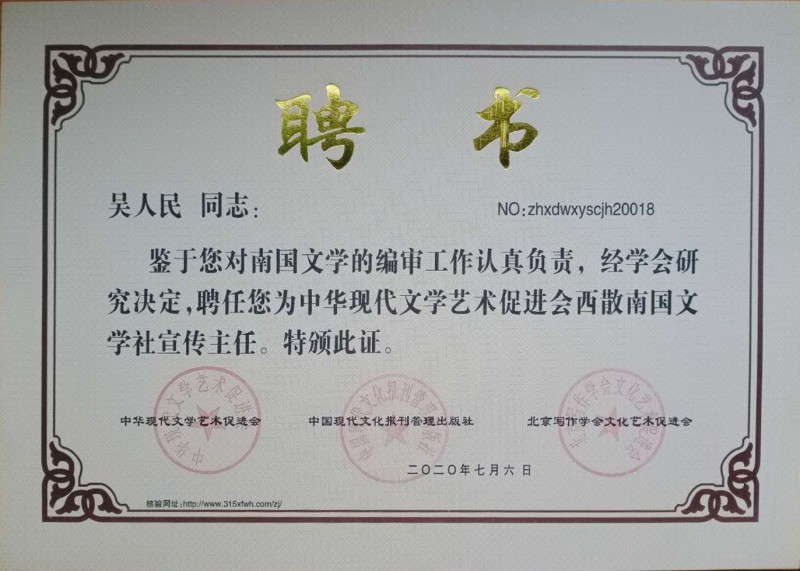 聘 书
吴人民 同志：
NO:zhxdwxyscjh20018
鉴于您对南国文学的编审工作认真负责，经学会研
究决定，聘任您为中华现代文学艺术促进会西散南国文
学社宣传主任。特颁此证。
中华现代文学艺术促进会
中国现代文化报刊管理出版社
北京写作学会文化艺术促进会
二〇二〇年七月六日
核验网址:http://www.315xfwh.com/zj/